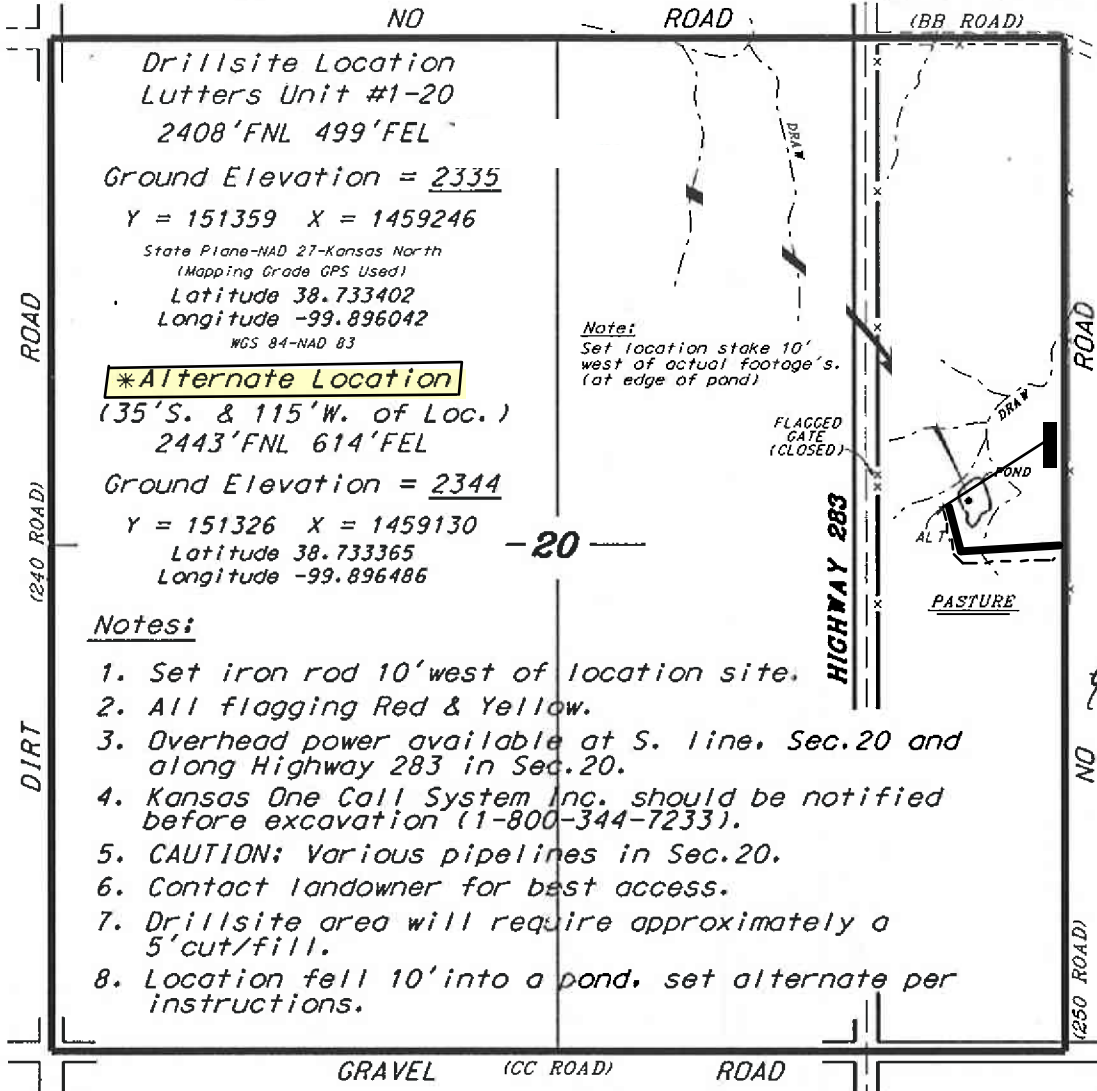 NO ROAD (BB ROAD)
Drillsite Location
Lutters Unit #1-20
2408'FNL 499'FEL
Ground Elevation = 2335
Y = 151359 X = 1459246
State Plane-NAD 27-Kansas North
(Mapping Grade GPS Used)
Latitude 38.733402
Longitude -99.896042
WGS 84-NAD 83
*Alternate Location
(35'S. & 115'W. of Loc.)
2443'FNL 614'FEL
Ground Elevation = 2344
Y = 151326 X = 1459130
Latitude 38.733365
Longitude -99.896486
-20-
DRAW
Note:
Set location stake 10'
west of actual footage's.
(at edge of pond)
FLAGGED
GATE
(CLOSED)
HIGHWAY 283
DRAW
POND
ALT.
PASTURE
Notes:
1. Set iron rod 10'west of location site.
2. All flagging Red & Yellow.
3. Overhead power available at S. line. Sec.20 and
along Highway 283 in Sec.20.
4. Kansas One Call System Inc. should be notified
before excavation (1-800-344-7233).
5. CAUTION: Various pipelines in Sec.20.
6. Contact landowner for best access.
7. Drillsite area will require approximately a
5'cut/fill.
8. Location fell 10'into a pond. set alternate per
instructions.
DIRT (240 ROAD) ROAD
(250 ROAD) NO ROAD
GRAVEL (CC ROAD) ROAD